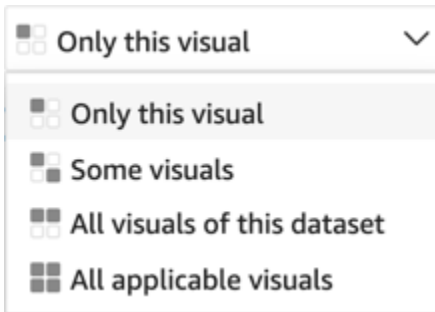 Only this visual
Only this visual
Some visuals
All visuals of this dataset
All applicable visuals